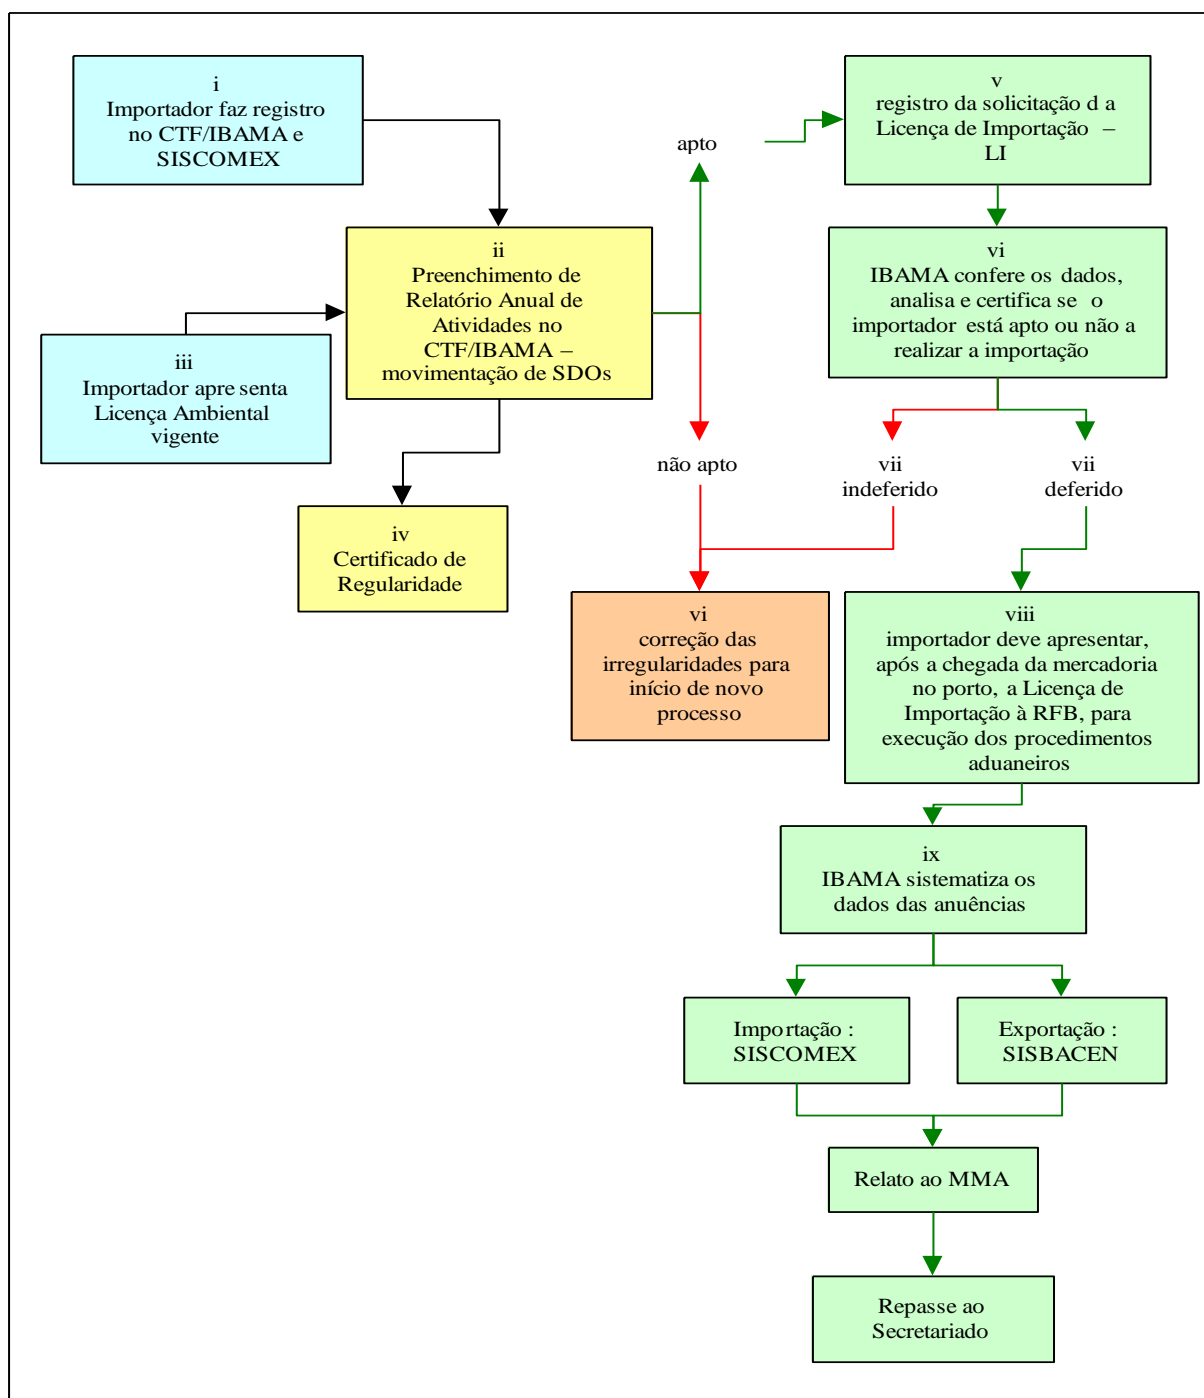 i
Importador faz registro
no CTF/IBAMA e
SISCOMEX
ii
Preenchimento de
Relatório Anual de
Atividades no
CTF/IBAMA –
movimentação de SDOs
iii
Importador apre senta
Licença Ambiental
vigente
iv
Certificado de
Regularidade
apto
não apto
v
registro da solicitação d a
Licença de Importação –
LI
vi
IBAMA confere os dados,
analisa e certifica se o
importador está apto ou não a
realizar a importação
vii
indeferido
vii
deferido
vi
correção das
irregularidades para
início de novo
processo
viii
importador deve apresentar,
após a chegada da mercadoria
no porto, a Licença de
Importação à RFB, para
execução dos procedimentos
aduaneiros
ix
IBAMA sistematiza os
dados das anuências
Importação :
SISCOMEX
Exportação :
SISBACEN
Relato ao MMA
Repasse ao
Secretariado